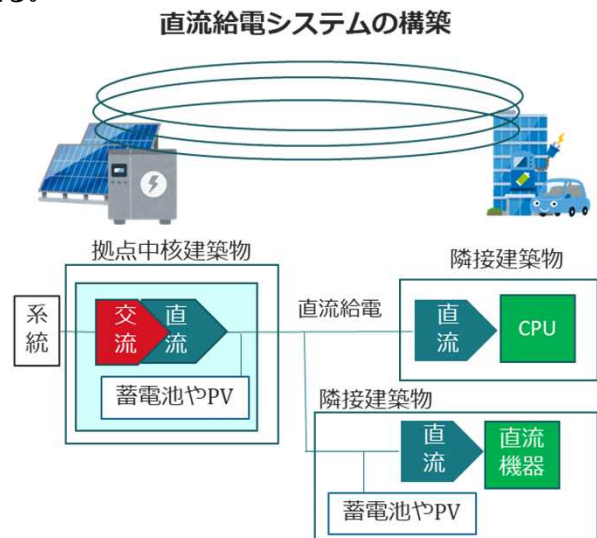 直流給電システムの構築
拠点中核建築物
隣接建築物
系
統
交
流
直
流
直流給電
直
流
CPU
蓄電池やPV
隣接建築物
直
流
直流
機器
蓄電池やPV